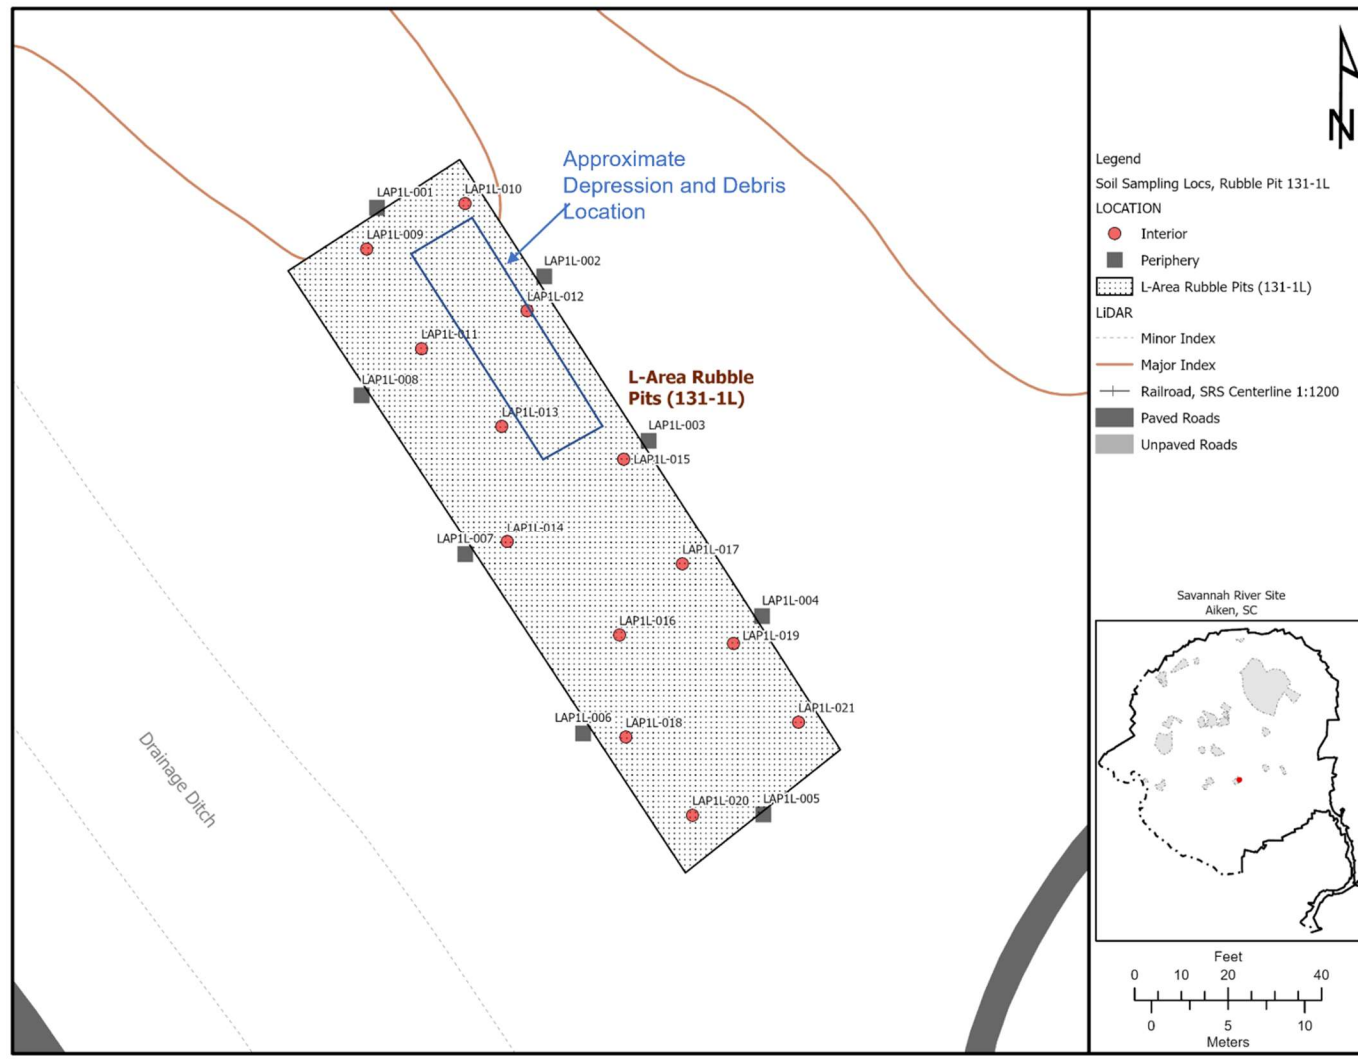 Approximate
Depression and Debris
Location
LAP1L-001
LAP1L-010
LAP1L-009
LAP1L-002
LAP1L-012
LAP1L-011
LAP1L-008
L-Area Rubble
Pits (131-1L)
LAP1L-013
LAP1L-003
LAP1L-015
LAP1L-014
LAP1L-007
LAP1L-017
LAP1L-004
LAP1L-016
LAP1L-019
LAP1L-021
LAP1L-006
LAP1L-018
LAP1L-020
LAP1L-005
Drainage Ditch
N
Legend
Soil Sampling Locs, Rubble Pit 131-1L
LOCATION
Interior
Periphery
L-Area Rubble Pits (131-1L)
LiDAR
Minor Index
Major Index
Railroad, SRS Centerline 1:1200
Paved Roads
Unpaved Roads
Savannah River Site
Aiken, SC
Feet
0 10 20 40
0 5 10
Meters